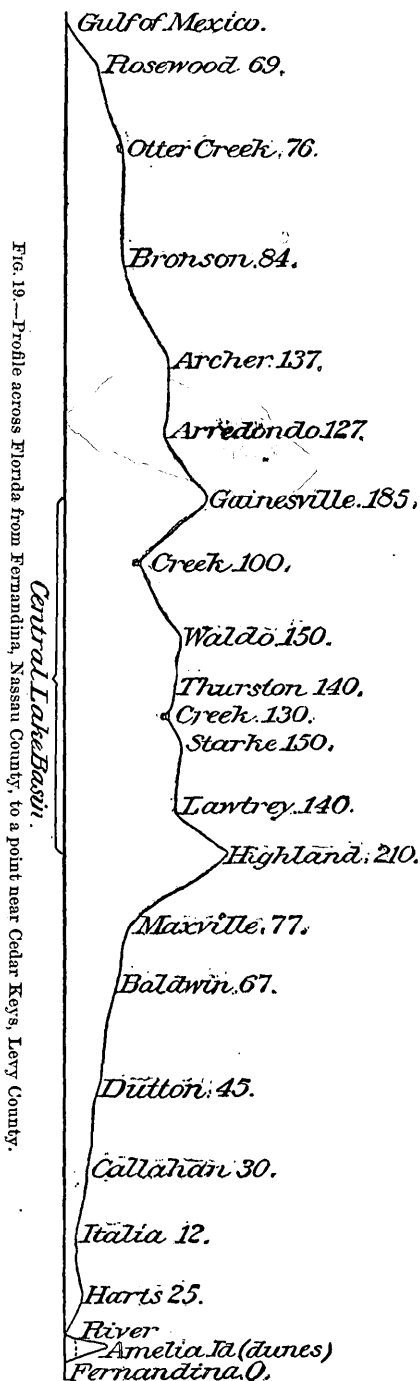 Gulf of Mexico.
Rosewood 69.
Otter Creek. 76.
Bronson. 84.
Archer. 137.
Arredondo. 127.
Gainesville. 185.
Creek 100.
Waldo 150.
Thurston 140.
Creek. 130.
Starke 150.
Lawtrey. 140.
Highland. 210.
Maxville. 77.
Baldwin. 67.
Dutton. 45.
Callahan 30.
Italia 12.
Harts 25.
River
Amelia Id (dunes)
Fernandina. 0.
Central Lake Basin.
FIG. 19.—Profile across Florida from Fernandina, Nassau County, to a point near Cedar Keys, Levy County.